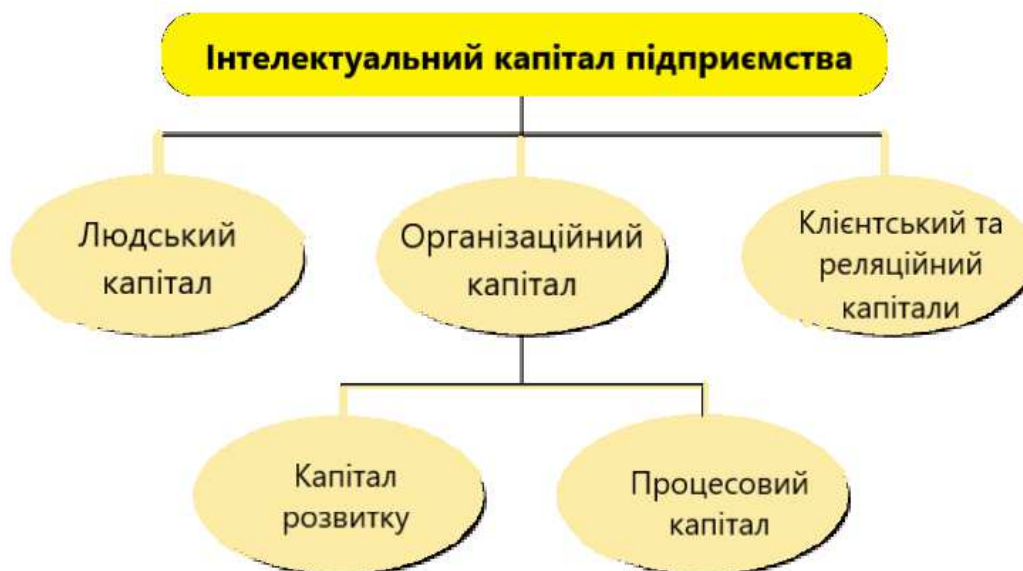 Інтелектуальний капітал підприємства
Людський
капітал
Організаційний
капітал
Клієнтський та
реляційний
капітали
Капітал
розвитку
Процесовий
капітал